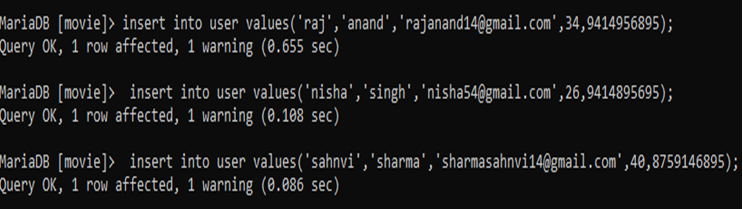 MariaDB [movie]> insert into user values('raj','anand','rajanand14@gmail.com',34,9414956895);
Query OK, 1 row affected, 1 warning (0.655 sec)
MariaDB [movie]>  insert into user values('nisha','singh','nisha54@gmail.com',26,9414895695);
Query OK, 1 row affected, 1 warning (0.108 sec)
MariaDB [movie]>  insert into user values('sahnvi','sharma','sharmasahnvi14@gmail.com',40,8759146895);
Query OK, 1 row affected, 1 warning (0.086 sec)